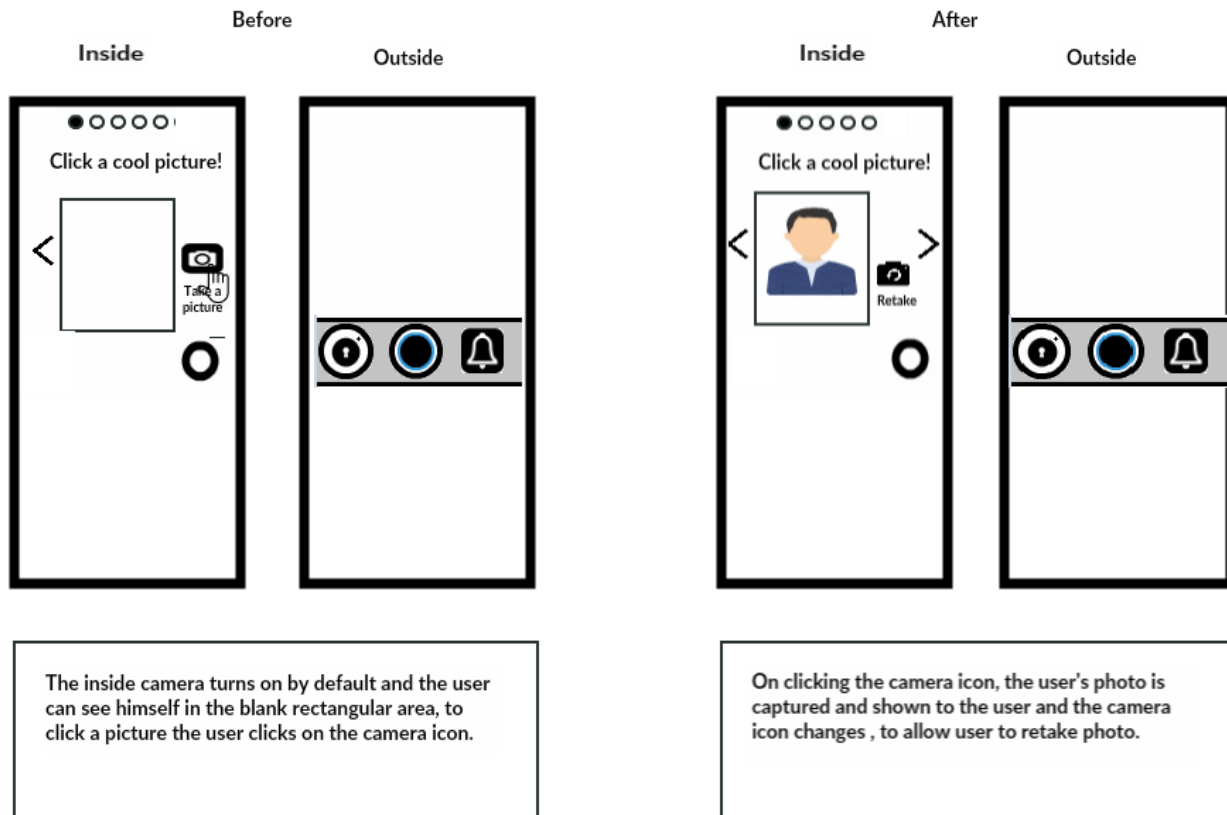 Before
Inside
Outside
Click a cool picture!
Take a
picture
The inside camera turns on by default and the user
can see himself in the blank rectangular area, to
click a picture the user clicks on the camera icon.
After
Inside
Outside
Click a cool picture!
Retake
On clicking the camera icon, the user's photo is
captured and shown to the user and the camera
icon changes , to allow user to retake photo.